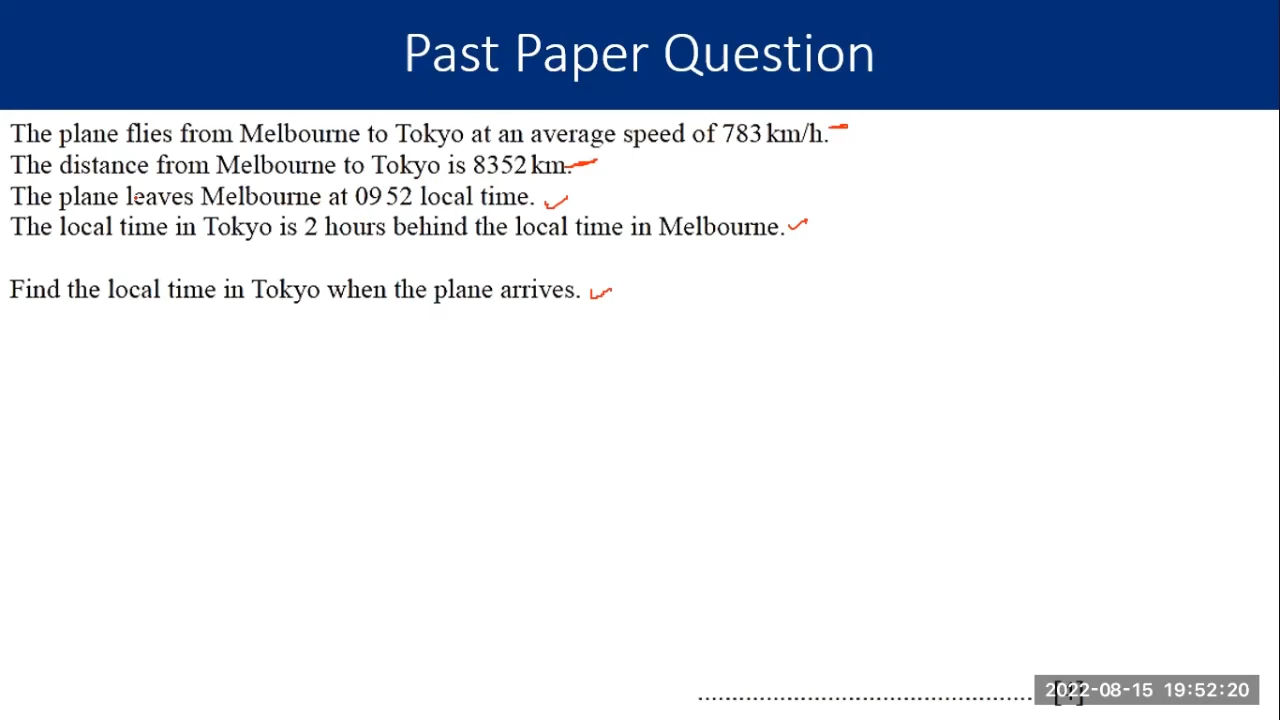 Past Paper Question
The plane flies from Melbourne to Tokyo at an average speed of 783 km/h.
The distance from Melbourne to Tokyo is 8352 km.
The plane leaves Melbourne at 09 52 local time.
The local time in Tokyo is 2 hours behind the local time in Melbourne.
Find the local time in Tokyo when the plane arrives.
2022-08-15 19:52:20